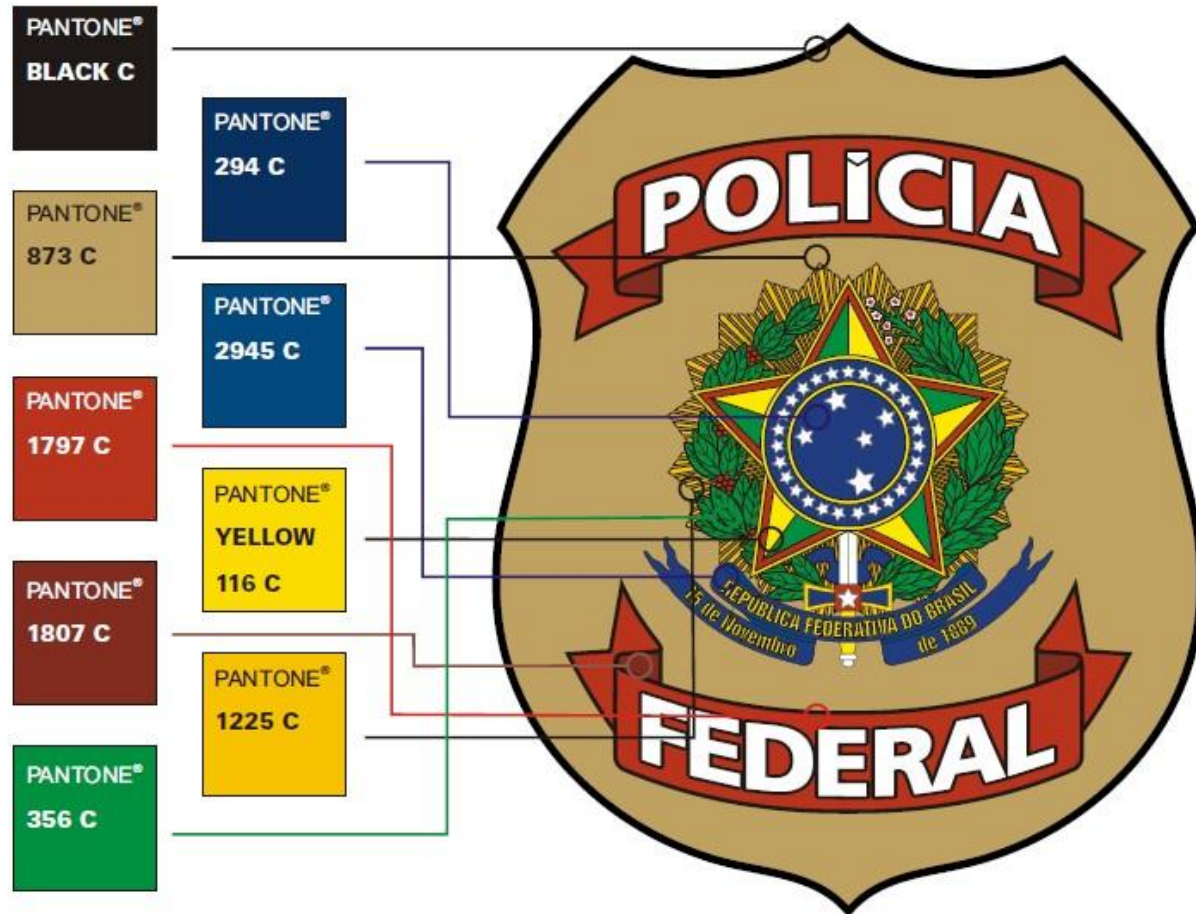 PANTONE®
BLACK C
PANTONE®
873 C
PANTONE®
1797 C
PANTONE®
1807 C
PANTONE®
356 C
PANTONE®
294 C
PANTONE®
2945 C
PANTONE®
YELLOW
116 C
PANTONE®
1225 C
POLÍCIA
REPÚBLICA FEDERATIVA DO BRASIL
15 de Novembro
de 1889
FEDERAL